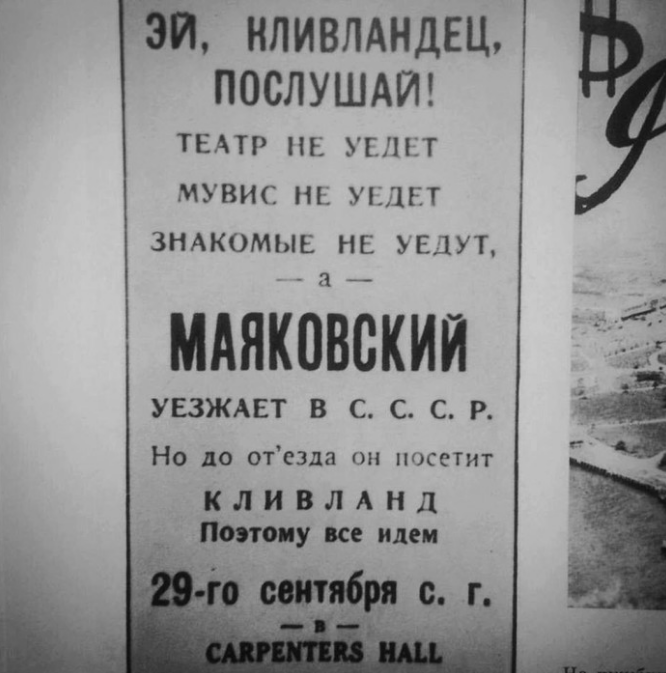 ЭЙ, КЛИВЛАНДЕЦ,
ПОСЛУШАЙ!
ТЕАТР НЕ УЕДЕТ
МУВИС НЕ УЕДЕТ
ЗНАКОМЫЕ НЕ УЕДУТ,
— а —
МАЯКОВСКИЙ
УЕЗЖАЕТ В С. С. С. Р.
Но до от'езда он посетит
КЛИВЛАНД
Поэтому все идем
29-го сентября с. г.
— в —
CARPENTERS HALL
$